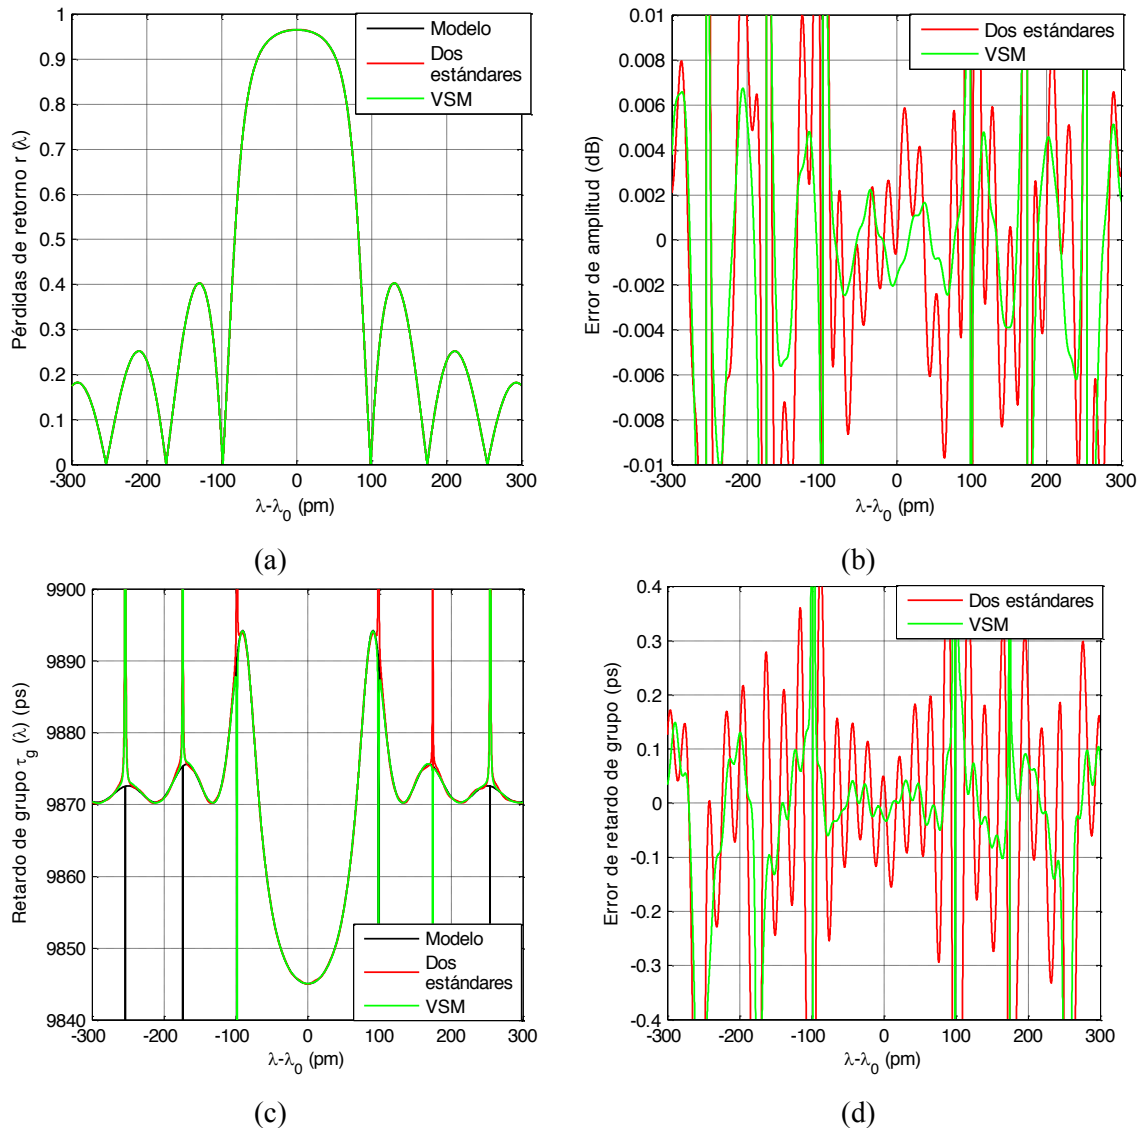 Pérdidas de retorno r (λ)
1
0.9
0.8
0.7
0.6
0.5
0.4
0.3
0.2
0.1
0
-300
-200
-100
0
100
200
300
λ-λ0 (pm)
Modelo
Dos
estándares
VSM
(a)
Error de amplitud (dB)
0.01
0.008
0.006
0.004
0.002
0
-0.002
-0.004
-0.006
-0.008
-0.01
-300
-200
-100
0
100
200
300
λ-λ0 (pm)
Dos estándares
VSM
(b)
Retardo de grupo τg (λ) (ps)
9900
9890
9880
9870
9860
9850
9840
-300
-200
-100
0
100
200
300
λ-λ0 (pm)
Modelo
Dos
estándares
VSM
(c)
Error de retardo de grupo (ps)
0.4
0.3
0.2
0.1
0
-0.1
-0.2
-0.3
-0.4
-300
-200
-100
0
100
200
300
λ-λ0 (pm)
Dos estándares
VSM
(d)